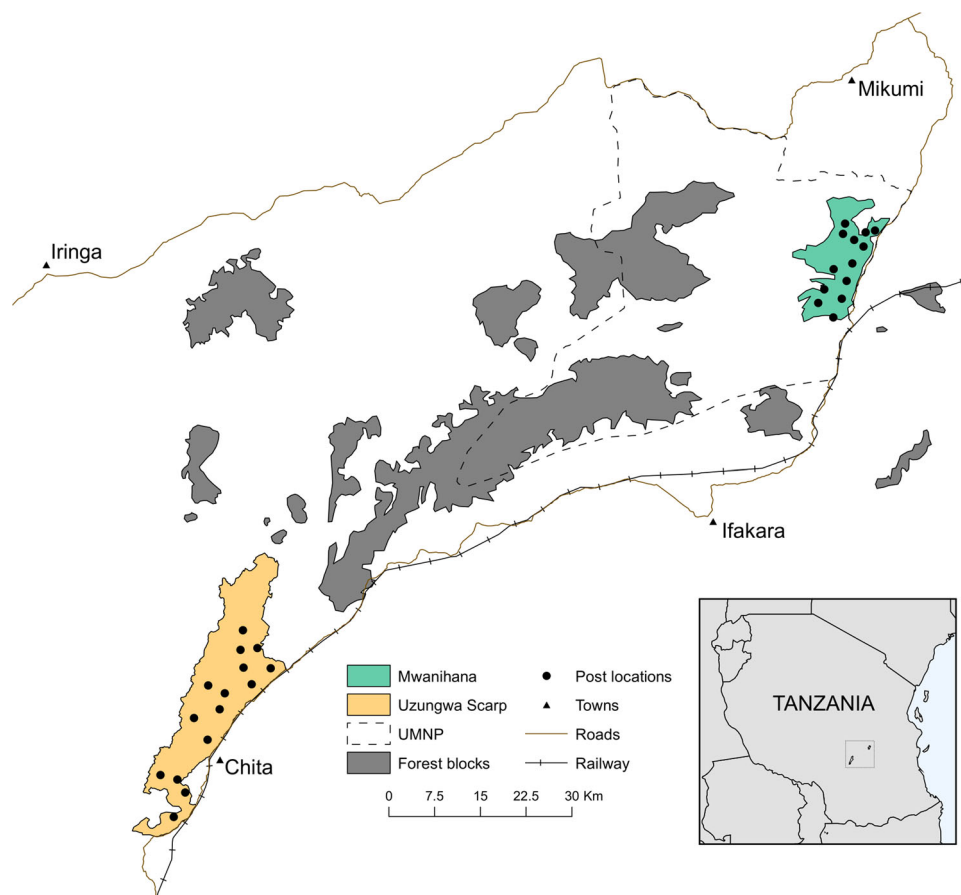 Mikumi
Iringa
Ifakara
Chita
Mwanihana
Uzungwa Scarp
UMNP
Forest blocks
Post locations
Towns
Roads
Railway
0 7.5 15 22.5 30 Km
TANZANIA